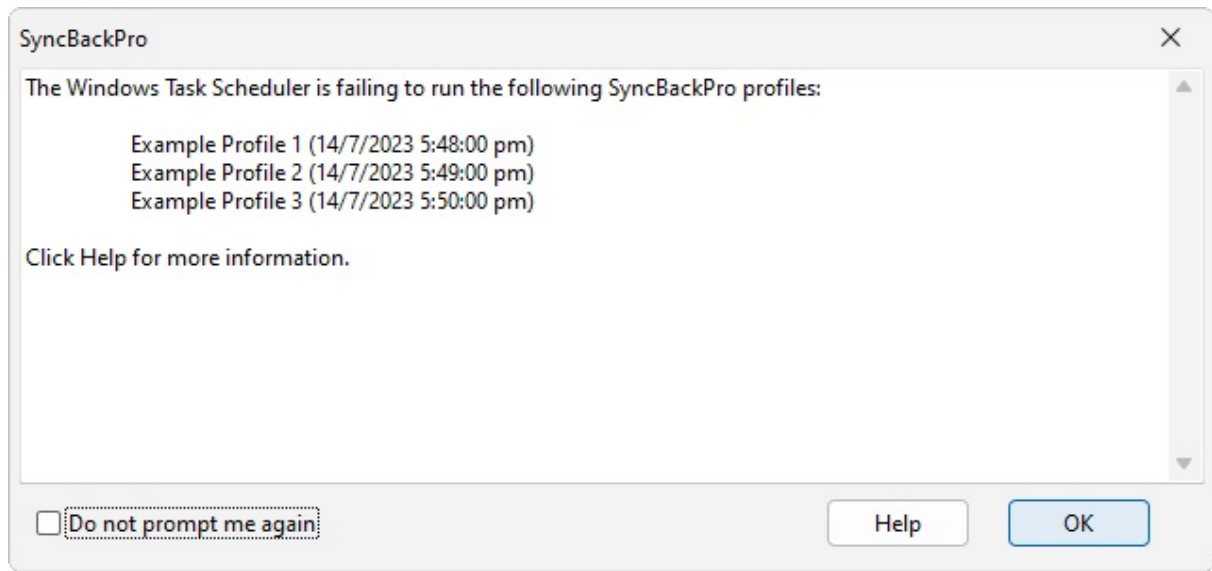 SyncBackPro
The Windows Task Scheduler is failing to run the following SyncBackPro profiles:
Example Profile 1 (14/7/2023 5:48:00 pm)
Example Profile 2 (14/7/2023 5:49:00 pm)
Example Profile 3 (14/7/2023 5:50:00 pm)
Click Help for more information.
Do not prompt me again
Help
OK